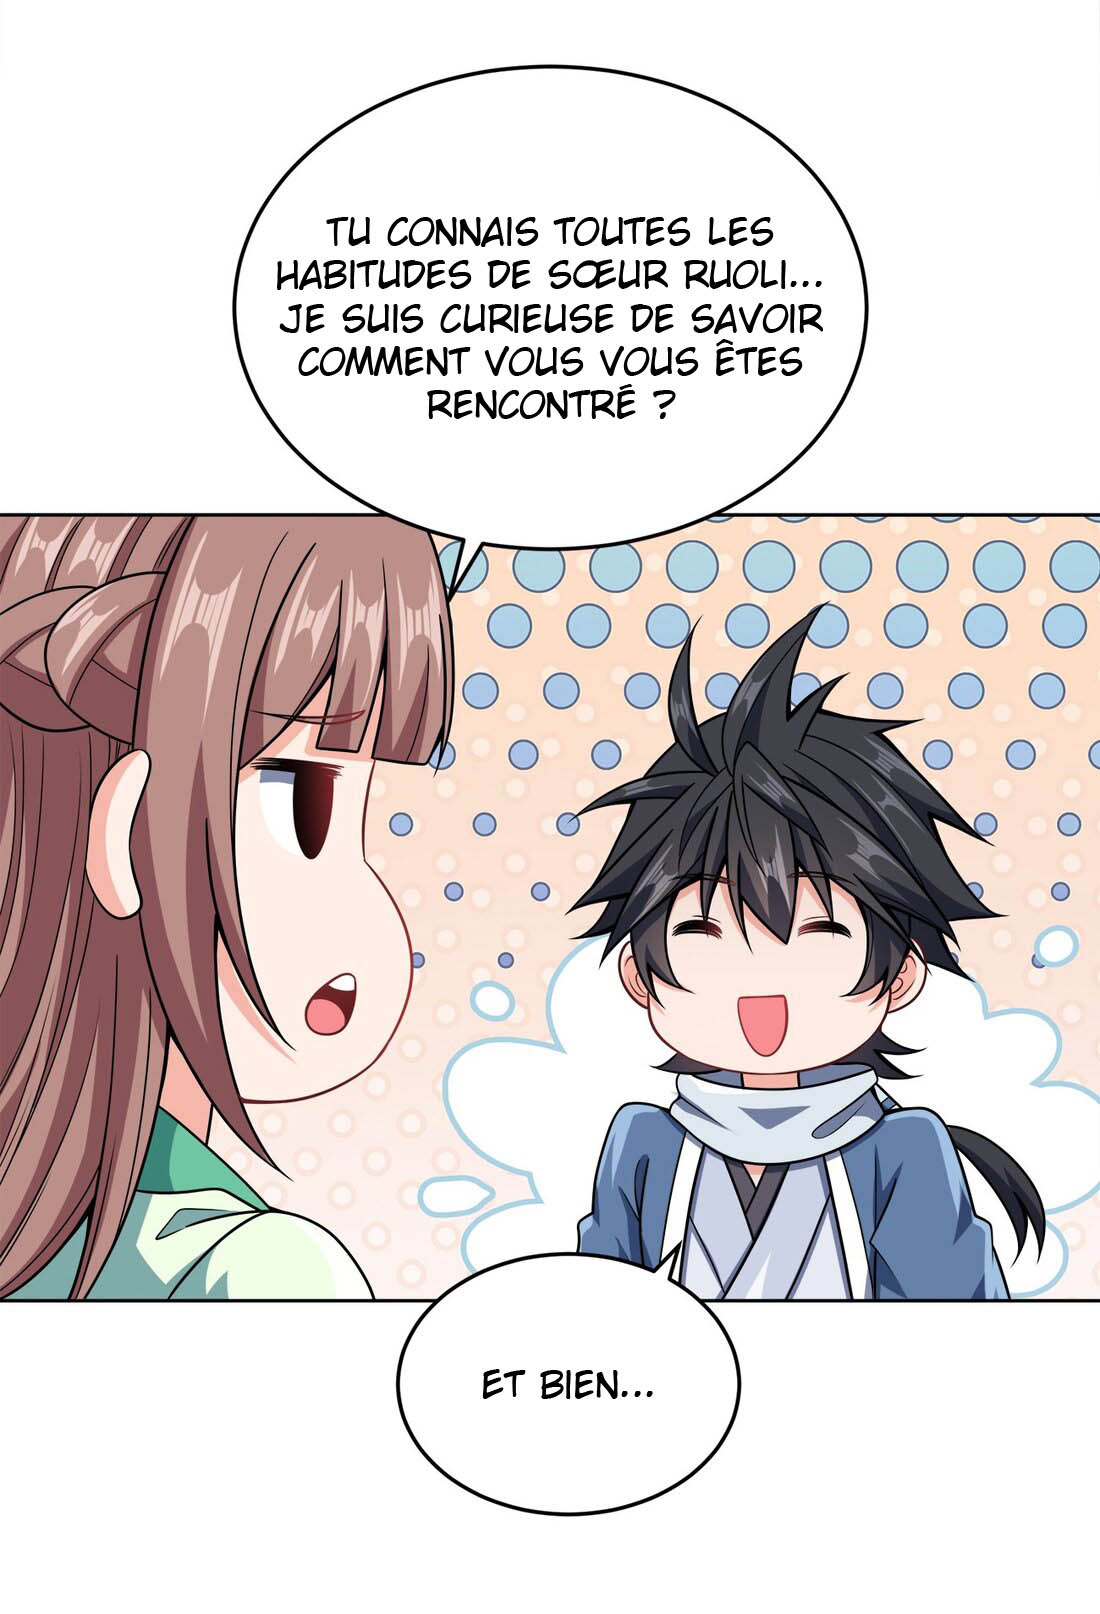 TU CONNAIS TOUTES LES
HABITUDES DE SŒUR RUOLI...
JE SUIS CURIEUSE DE SAVOIR
COMMENT VOUS VOUS ÊTES
RENCONTRÉ ?
ET BIEN...